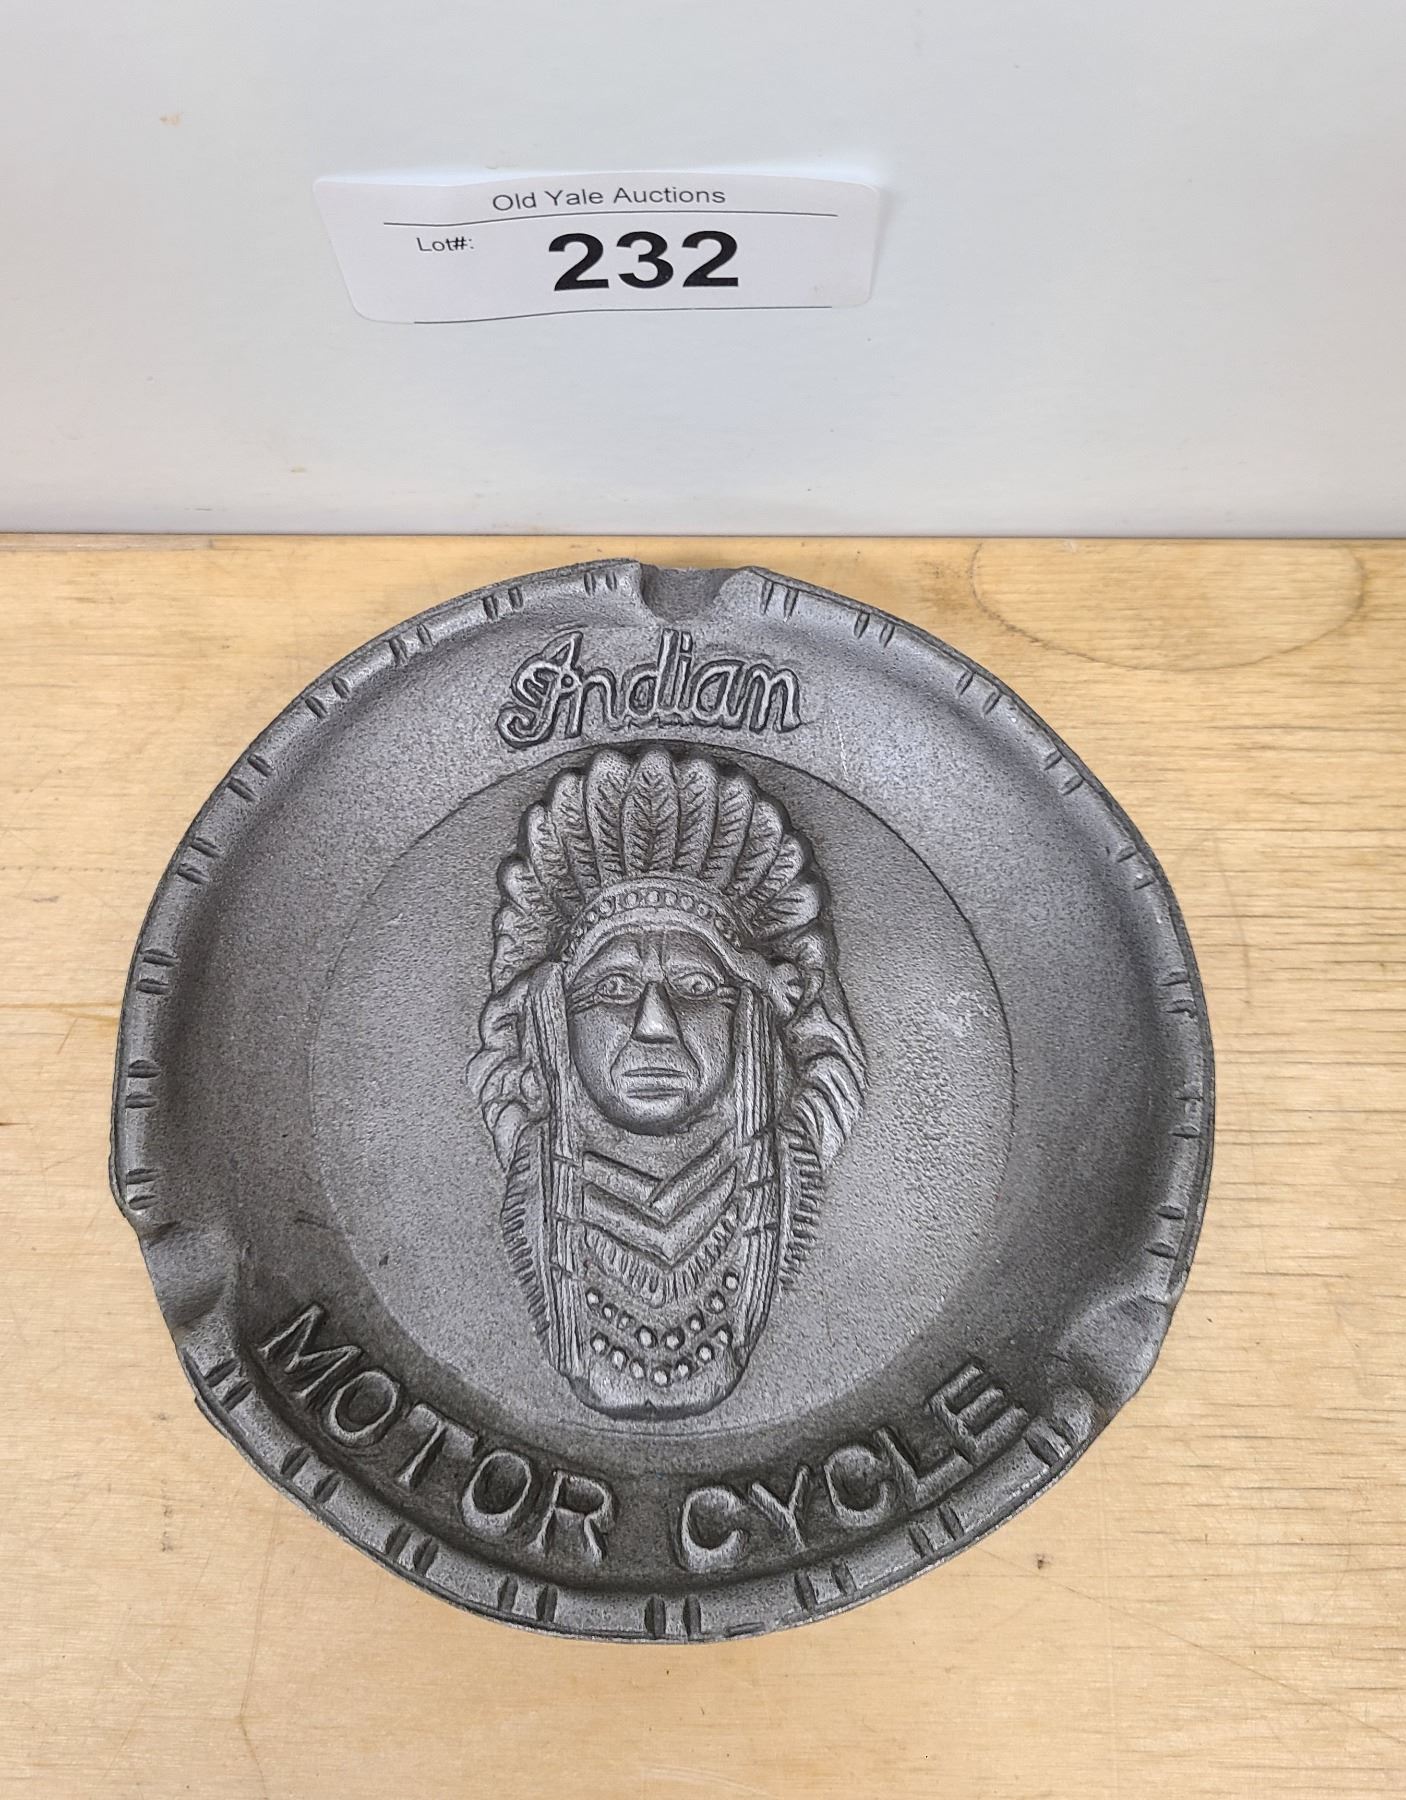 Old Yale Auctions
Lot#: 232
Indian
MOTOR CYCLE